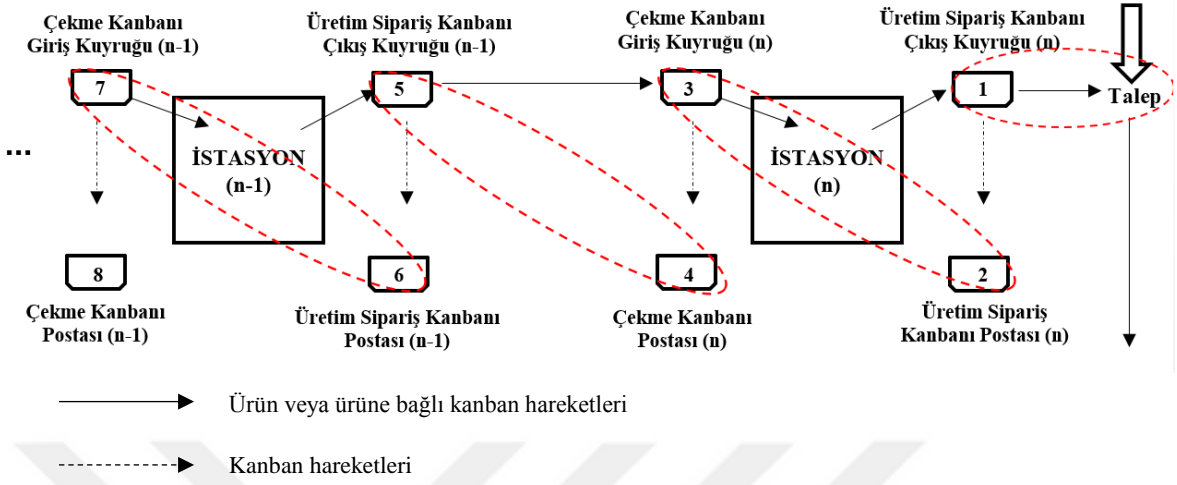 Çekme Kanbanı
Giriş Kuyruğu (n-1)
Üretim Sipariş Kanbanı
Çıkış Kuyruğu (n-1)
Çekme Kanbanı
Giriş Kuyruğu (n)
Üretim Sipariş Kanbanı
Çıkış Kuyruğu (n)
7
5
3
1
Talep
...
İSTASYON
(n-1)
İSTASYON
(n)
8
6
4
2
Çekme Kanbanı
Postası (n-1)
Üretim Sipariş Kanbanı
Postası (n-1)
Çekme Kanbanı
Postası (n)
Üretim Sipariş
Kanbanı Postası (n)
Ürün veya ürüne bağlı kanban hareketleri
Kanban hareketleri